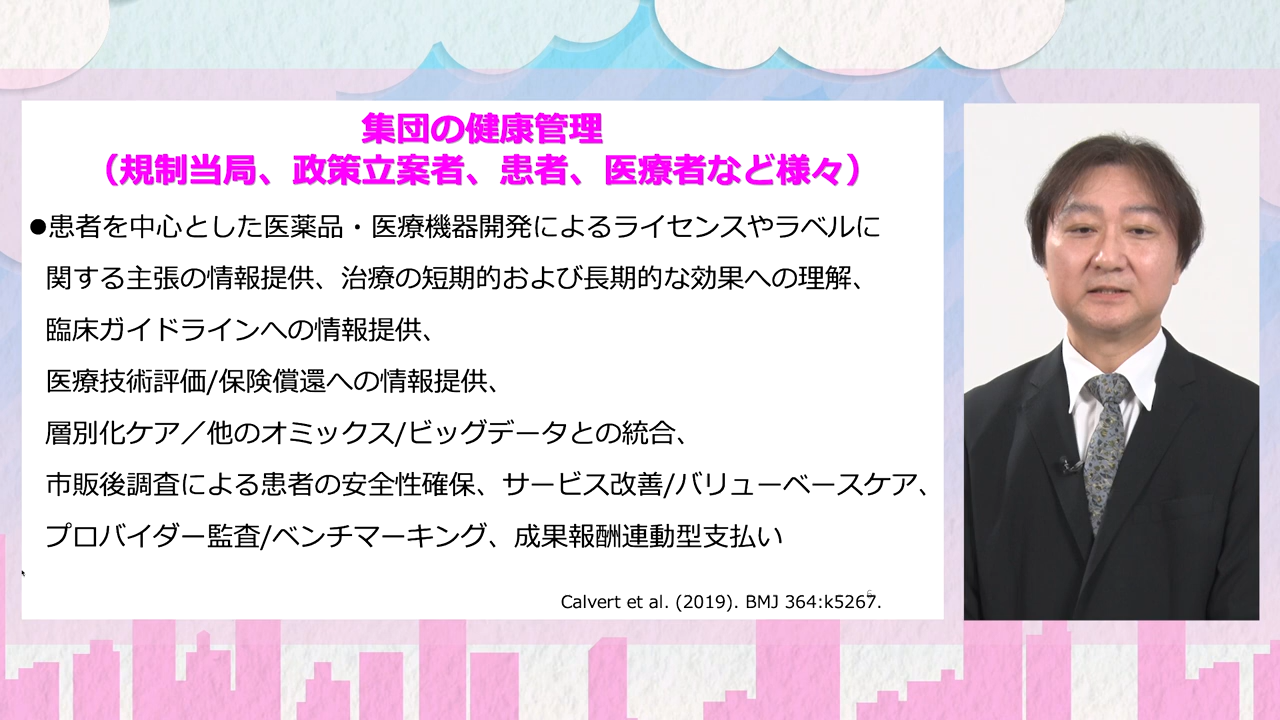 集団の健康管理
（規制当局、政策立案者、患者、医療者など様々）
●患者を中心とした医薬品・医療機器開発によるライセンスやラベルに
関する主張の情報提供、治療の短期的および長期的な効果への理解、
臨床ガイドラインへの情報提供、
医療技術評価/保険償還への情報提供、
層別化ケア／他のオミックス/ビッグデータとの統合、
市販後調査による患者の安全性確保、サービス改善/バリューベースケア、
プロバイダー監査/ベンチマーキング、成果報酬連動型支払い
Calvert et al. (2019). BMJ 364:k5267.